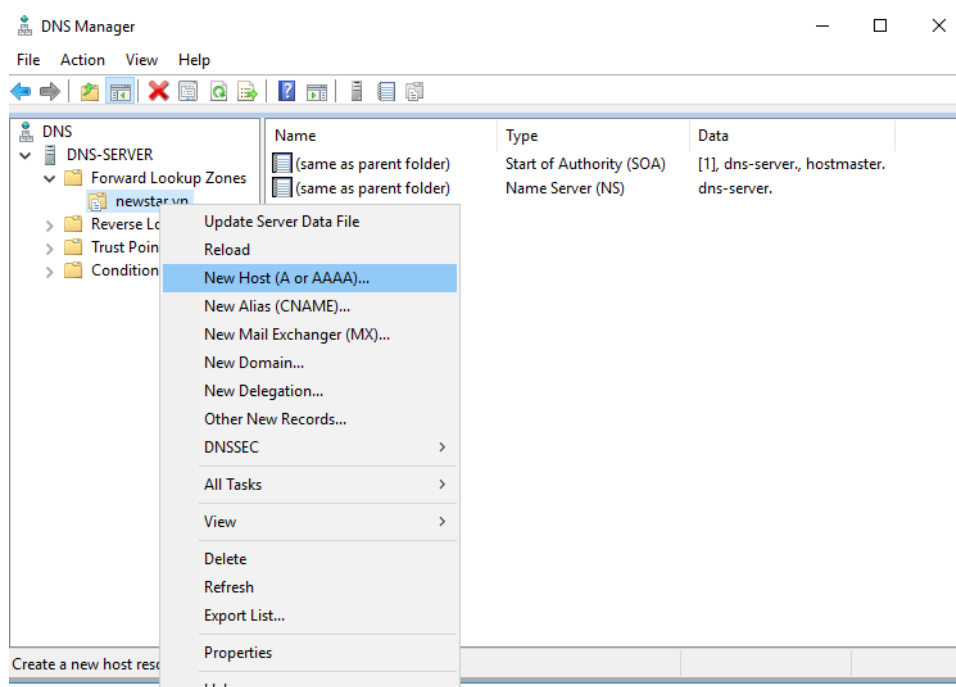 DNS Manager
File Action View Help
DNS
DNS-SERVER
Forward Lookup Zones
newstar.vn
Reverse Lo
Trust Poin
Condition
Name Type Data
(same as parent folder) Start of Authority (SOA) [1], dns-server., hostmaster.
(same as parent folder) Name Server (NS) dns-server.
Update Server Data File
Reload
New Host (A or AAAA)...
New Alias (CNAME)...
New Mail Exchanger (MX)...
New Domain...
New Delegation...
Other New Records...
DNSSEC
All Tasks
View
Delete
Refresh
Export List...
Properties
Create a new host reso